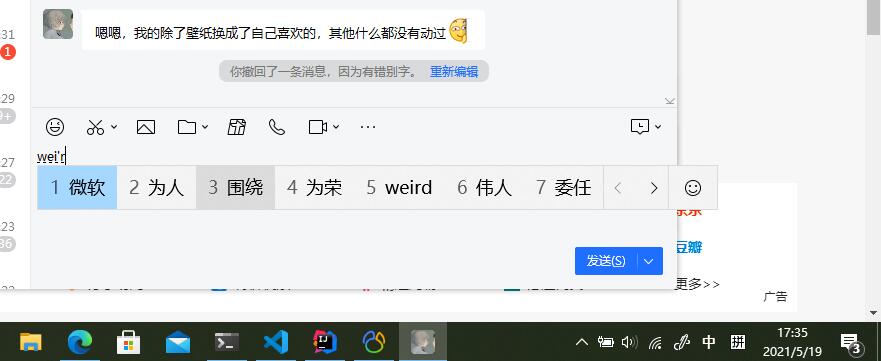 :31
1
嗯嗯，我的除了壁纸换成了自己喜欢的，其他什么都没有动过
你撤回了一条消息，因为有错别字。 重新编辑
:29
9+
:27
22
wei'r
1 微软 2 为人 3 围绕 4 为荣 5 weird 6 伟人 7 委任
京东
:23
36
豆瓣
发送(S)
更多>>
广告
IJ
中 拼 17:35
2021/5/19
3